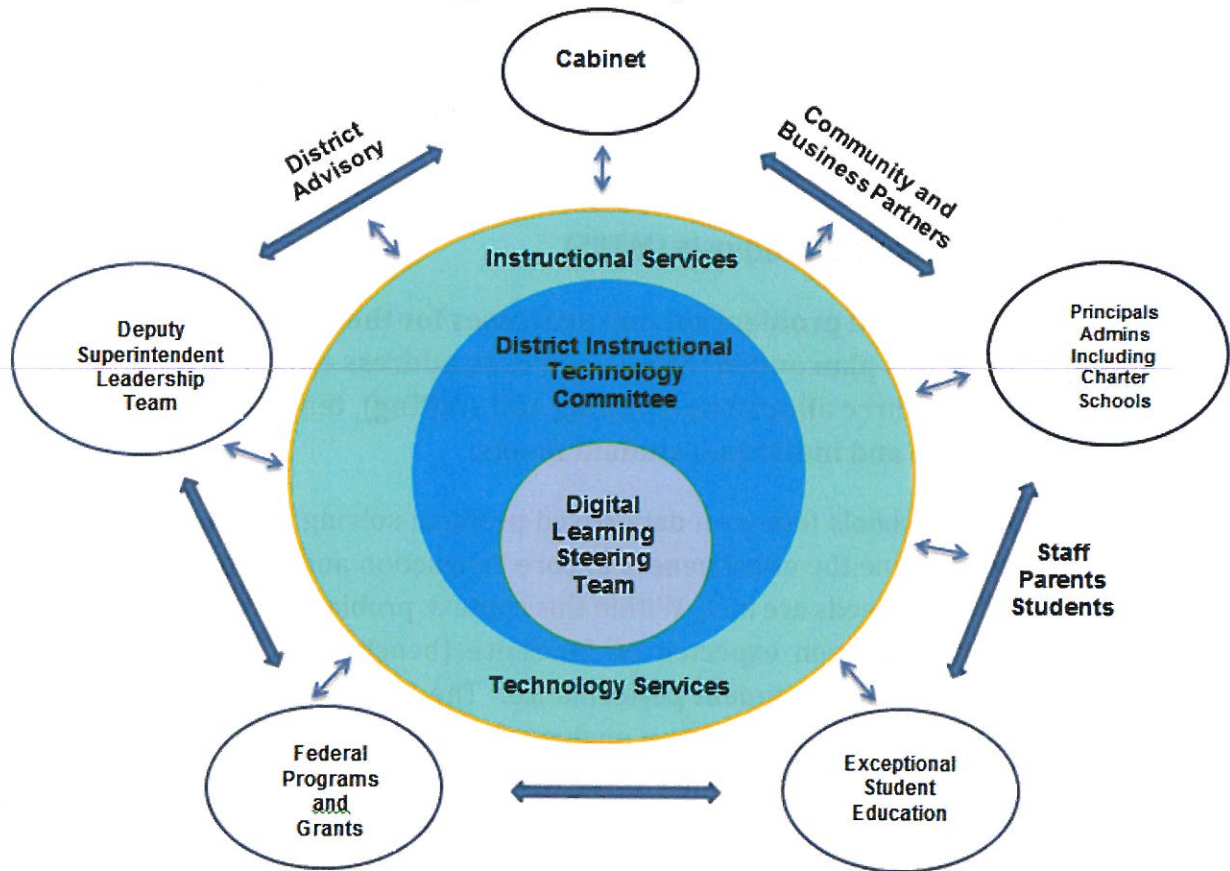 Cabinet
District
Advisory
Community and
Business Partners
Instructional Services
Deputy
Superintendent
Leadership
Team
District Instructional
Technology
Committee
Principals
Admins
Including
Charter
Schools
Digital
Learning
Steering
Team
Staff
Parents
Students
Technology Services
Federal
Programs
and
Grants
Exceptional
Student
Education